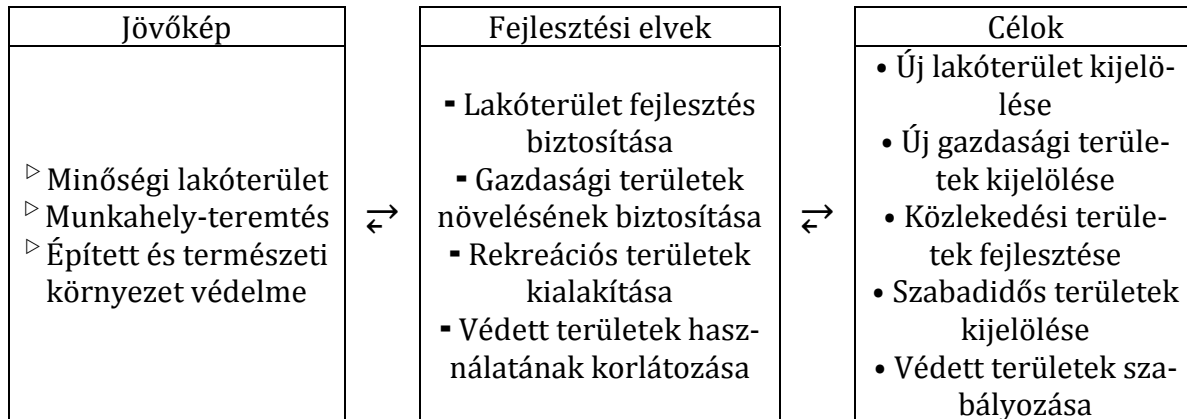 Jövőkép
▷ Minőségi lakóterület
▷ Munkahely-teremtés
▷ Épített és természeti
környezet védelme
⇄
Fejlesztési elvek
⁃ Lakóterület fejlesztés
biztosítása
⁃ Gazdasági területek
növelésének biztosítása
⁃ Rekreációs területek
kialakítása
⁃ Védett területek hasz-
nálatának korlátozása
⇄
Célok
• Új lakóterület kijelö-
lése
• Új gazdasági terüle-
tek kijelölése
• Közlekedési terüle-
tek fejlesztése
• Szabadidős területek
kijelölése
• Védett területek sza-
bályozása